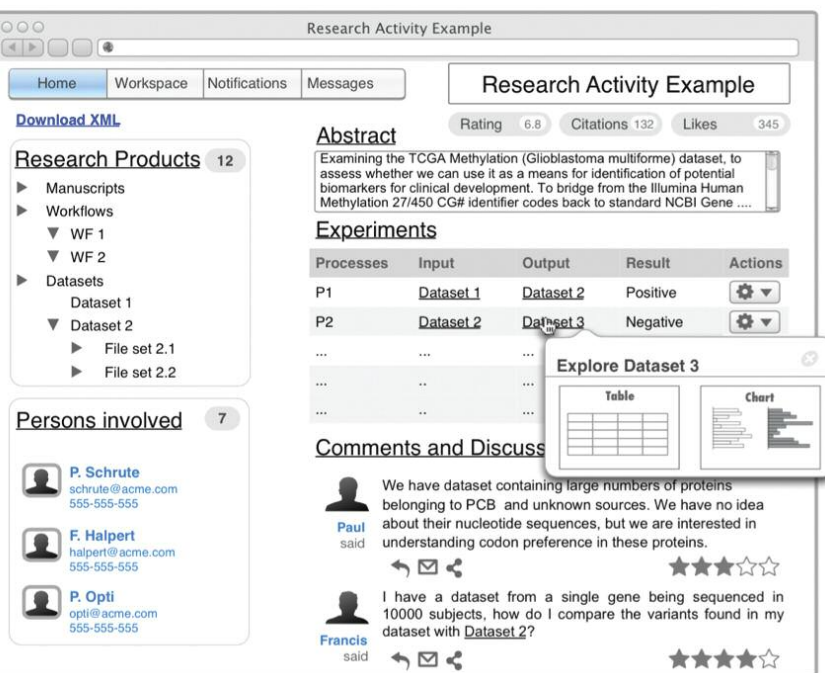 Research Activity Example
Home Workspace Notifications Messages
Research Activity Example
Download XML
Rating 6.8 Citations 132 Likes 345
Research Products 12
Manuscripts
Workflows
WF 1
WF 2
Datasets
Dataset 1
Dataset 2
File set 2.1
File set 2.2
Persons involved 7
P. Schrute
schrute@acme.com
555-555-555
F. Halpert
halpert@acme.com
555-555-555
P. Opti
opti@acme.com
555-555-555
Abstract
Examining the TCGA Methylation (Glioblastoma multiforme) dataset, to
assess whether we can use it as a means for identification of potential
biomarkers for clinical development. To bridge from the Illumina Human
Methylation 27/450 CG# identifier codes back to standard NCBI Gene ....
Experiments
Processes Input Output Result Actions
P1 Dataset 1 Dataset 2 Positive
P2 Dataset 2 Dataset 3 Negative
... ... ...
... .. ...
... .. ...
Explore Dataset 3
Table Chart
Comments and Discuss
We have dataset containing large numbers of proteins
belonging to PCB and unknown sources. We have no idea
about their nucleotide sequences, but we are interested in
understanding codon preference in these proteins.
Paul
said
I have a dataset from a single gene being sequenced in
10000 subjects, how do I compare the variants found in my
dataset with Dataset 2?
Francis
said